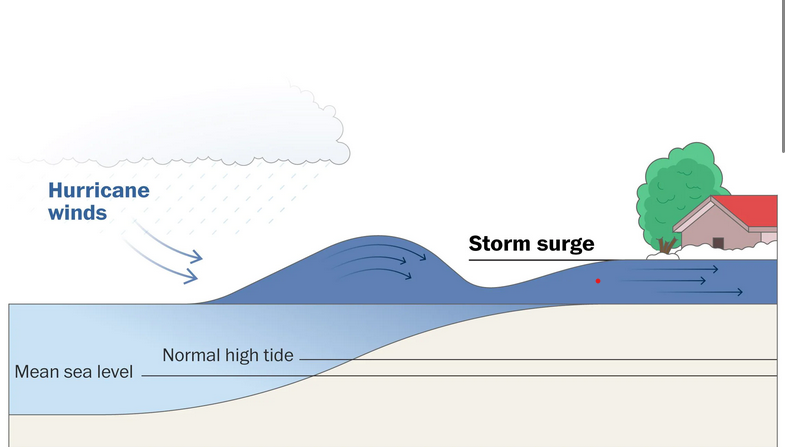 Hurricane
winds
Storm surge
Normal high tide
Mean sea level